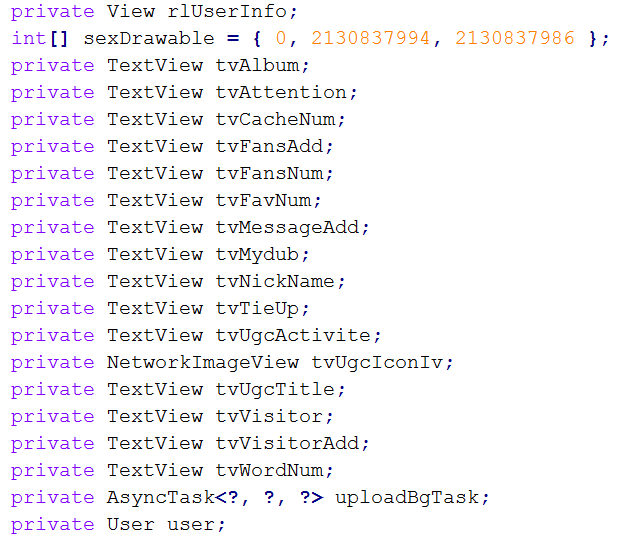 private View rlUserInfo;
int[] sexDrawable = { 0, 2130837994, 2130837986 };
private TextView tvAlbum;
private TextView tvAttention;
private TextView tvCacheNum;
private TextView tvFansAdd;
private TextView tvFansNum;
private TextView tvFavNum;
private TextView tvMessageAdd;
private TextView tvMydub;
private TextView tvNickName;
private TextView tvTieUp;
private TextView tvUgcActivite;
private NetworkImageView tvUgcIconIv;
private TextView tvUgcTitle;
private TextView tvVisitor;
private TextView tvVisitorAdd;
private TextView tvWordNum;
private AsyncTask<?, ?, ?> uploadBgTask;
private User user;